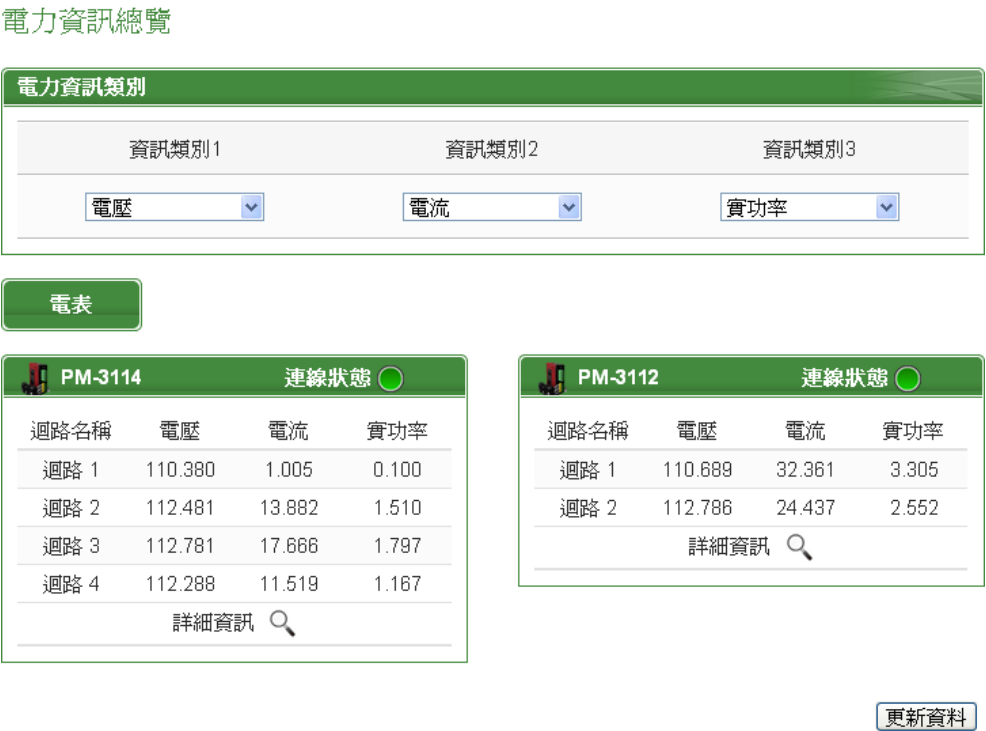 電力資訊總覽
電力資訊類別
資訊類別1 資訊類別2 資訊類別3
電壓 電流 實功率
電表
PM-3114 連線狀態
迴路名稱 電壓 電流 實功率
迴路 1 110.380 1.005 0.100
迴路 2 112.481 13.882 1.510
迴路 3 112.781 17.666 1.797
迴路 4 112.288 11.519 1.167
詳細資訊
PM-3112 連線狀態
迴路名稱 電壓 電流 實功率
迴路 1 110.689 32.361 3.305
迴路 2 112.786 24.437 2.552
詳細資訊
更新資料